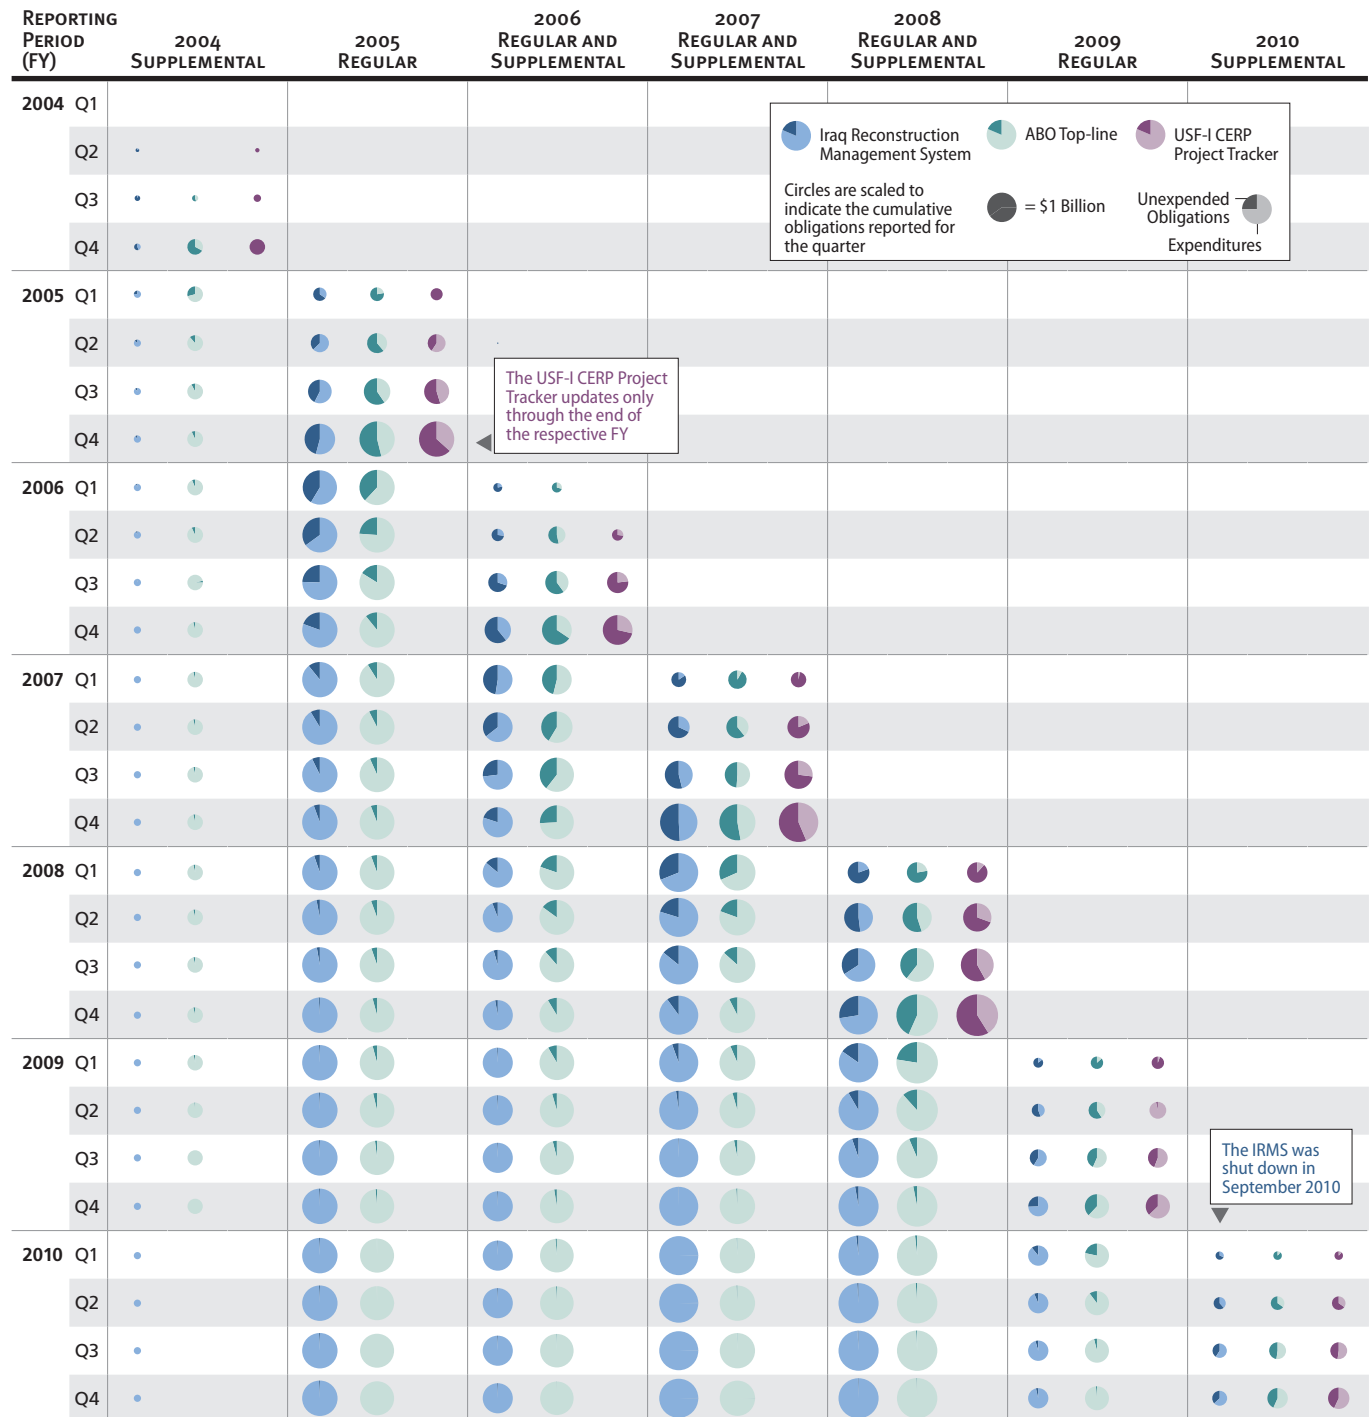 REPORTING
PERIOD
(FY)
2004
SUPPLEMENTAL
2005
REGULAR
2006
REGULAR AND
SUPPLEMENTAL
2007
REGULAR AND
SUPPLEMENTAL
2008
REGULAR AND
SUPPLEMENTAL
2009
REGULAR
2010
SUPPLEMENTAL
2004 Q1
Q2
Q3
Q4
Iraq Reconstruction
Management System
ABO Top-line
USF-I CERP
Project Tracker
Circles are scaled to
indicate the cumulative
obligations reported for
the quarter
= $1 Billion
Unexpended
Obligations
Expenditures
2005 Q1
Q2
Q3
Q4
The USF-I CERP Project
Tracker updates only
through the end of
the respective FY
2006 Q1
Q2
Q3
Q4
2007 Q1
Q2
Q3
Q4
2008 Q1
Q2
Q3
Q4
2009 Q1
Q2
Q3
Q4
The IRMS was
shut down in
September 2010
2010 Q1
Q2
Q3
Q4